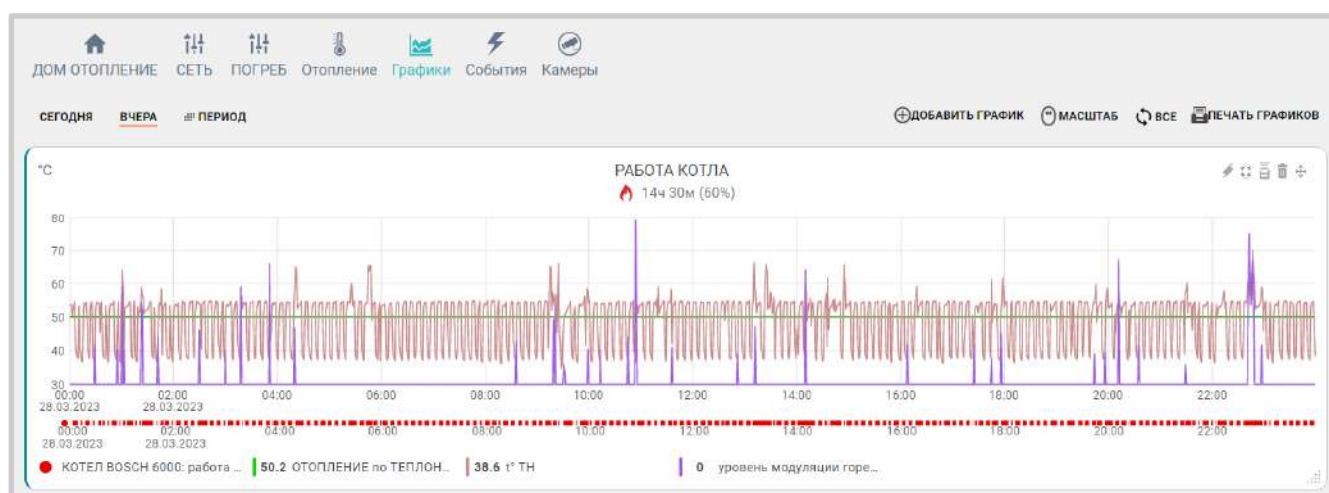 ДОМ ОТОПЛЕНИЕ СЕТЬ ПОГРЕБ Отопление Графики События Камеры
СЕГОДНЯ ВЧЕРА ПЕРИОД ДОБАВИТЬ ГРАФИК МАСШТАБ ВСЕ ПЕЧАТЬ ГРАФИКОВ
°C РАБОТА КОТЛА
14ч 30м (60%)
80
70
60
50
40
30
00:00 02:00 04:00 06:00 08:00 10:00 12:00 14:00 16:00 18:00 20:00 22:00
28.03.2023 28.03.2023
00:00 02:00 04:00 06:00 08:00 10:00 12:00 14:00 16:00 18:00 20:00 22:00
28.03.2023 28.03.2023
КОТЕЛ BOSCH 6000: работа ... 50.2 ОТОПЛЕНИЕ по ТЕПЛОН... 38.6 t° ТН 0 уровень модуляции горе...